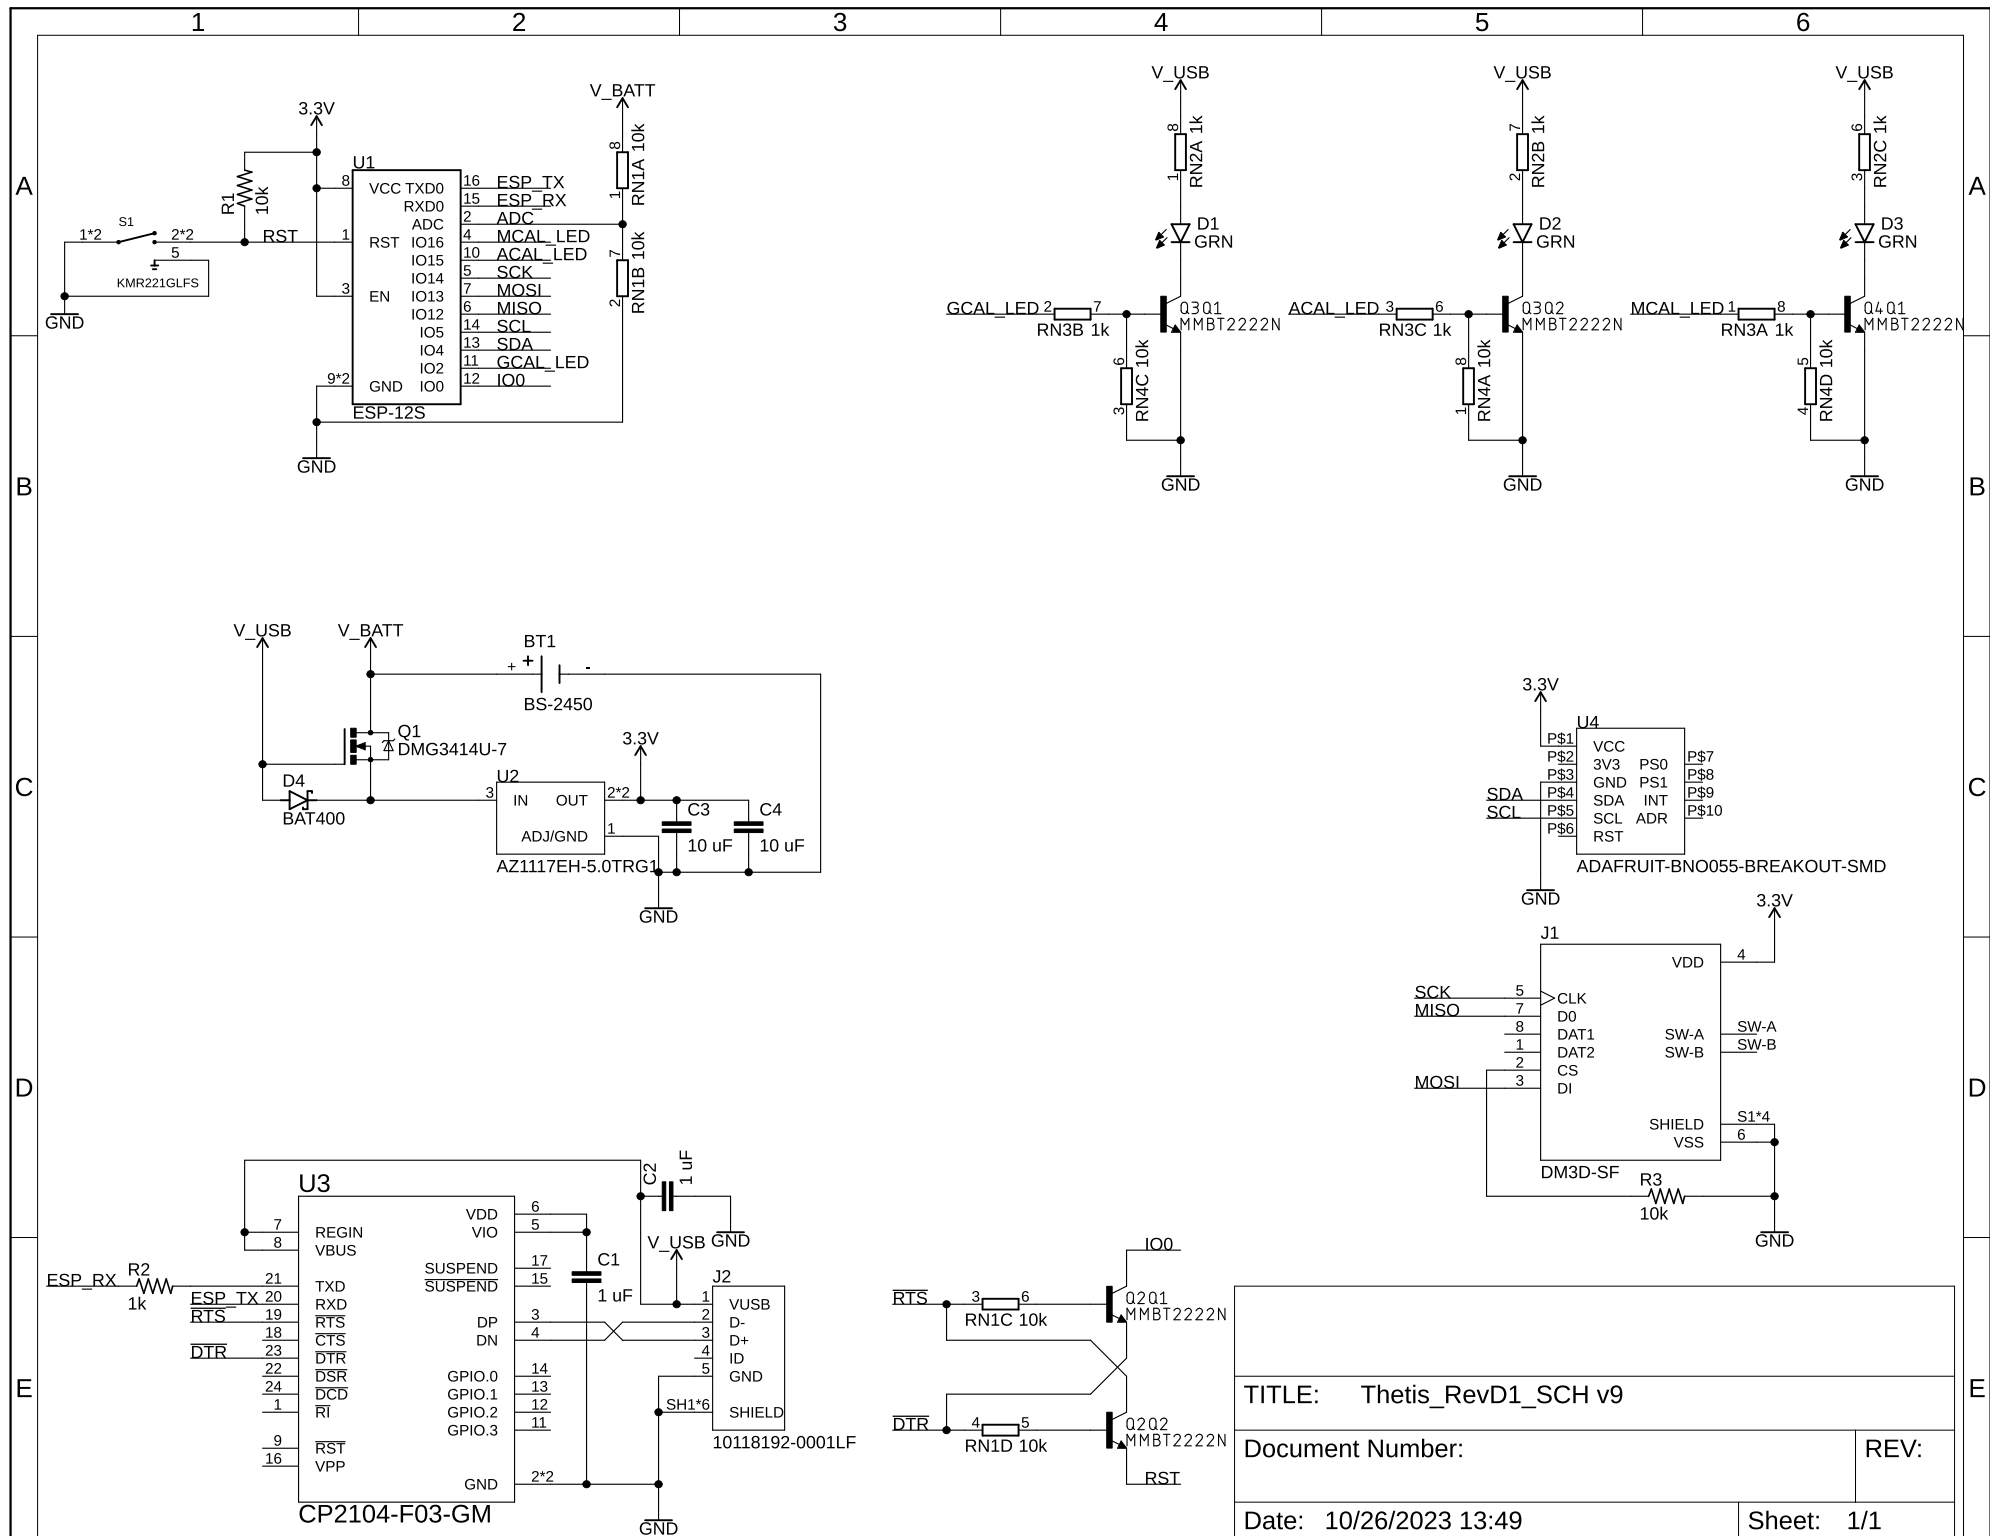 1 2 3 4 5 6
A
B
C
D
E
A
B
C
D
E
3.3V
V_BATT
R1
10k
S1
1*2
2*2
RST
5
KMR221GLFS
GND
U1
8 VCC TXD0 16 ESP_TX
RXD0 15 ESP_RX
ADC 2 ADC
1 RST IO16 4 MCAL_LED
IO15 10 ACAL_LED
IO14 5 SCK
3 EN IO13 7 MOSI
IO12 6 MISO
IO5 14 SCL
IO4 13 SDA
IO2 11 GCAL_LED
9*2 GND IO0 12 IO0
ESP-12S
GND
8
1
RN1A 10k
7
2
RN1B 10k
V_USB
8
1
RN2A 1k
D1
GRN
GCAL_LED 2 7
RN3B 1k
Q3Q1
MMBT2222N
6
3
RN4C 10k
GND
V_USB
7
2
RN2B 1k
D2
GRN
ACAL_LED 3 6
RN3C 1k
Q3Q2
MMBT2222N
8
1
RN4A 10k
GND
V_USB
6
3
RN2C 1k
D3
GRN
MCAL_LED 1 8
RN3A 1k
Q4Q1
MMBT2222N
5
4
RN4D 10k
GND
V_USB
V_BATT
BT1
+ + -
BS-2450
Q1
DMG3414U-7
D4
BAT400
3.3V
U2
3 IN OUT 2*2
ADJ/GND 1
AZ1117EH-5.0TRG1
C3
10 uF
C4
10 uF
GND
3.3V
U4
P$1 VCC
P$2 3V3 PS0 P$7
P$3 GND PS1 P$8
SDA P$4 SDA INT P$9
SCL P$5 SCL ADR P$10
P$6 RST
ADAFRUIT-BNO055-BREAKOUT-SMD
GND
3.3V
J1
VDD 4
SCK 5 CLK
MISO 7 D0
8 DAT1 SW-A SW-A
1 DAT2 SW-B SW-B
2 CS
MOSI 3 DI
SHIELD S1*4
VSS 6
DM3D-SF
R3
10k
GND
U3
7 REGIN
8 VBUS
ESP_RX R2 21 TXD
1k
ESP_TX 20 RXD
RTS 19 RTS
18 CTS
DTR 23 DTR
22 DSR
24 DCD
1 RI
9 RST
16 VPP
VDD 6
VIO 5
SUSPEND 17
SUSPEND 15
DP 3
DN 4
GPIO.0 14
GPIO.1 13
GPIO.2 12
GPIO.3 11
GND 2*2
CP2104-F03-GM
C2
1 uF
GND
C1
1 uF
V_USB
J2
1 VUSB
2 D-
3 D+
4 ID
5 GND
SH1*6 SHIELD
10118192-0001LF
GND
IO0
RTS 3 6
RN1C 10k
Q2Q1
MMBT2222N
DTR 4 5
RN1D 10k
Q2Q2
MMBT2222N
RST
TITLE: Thetis_RevD1_SCH v9
Document Number:
REV:
Date: 10/26/2023 13:49
Sheet: 1/1